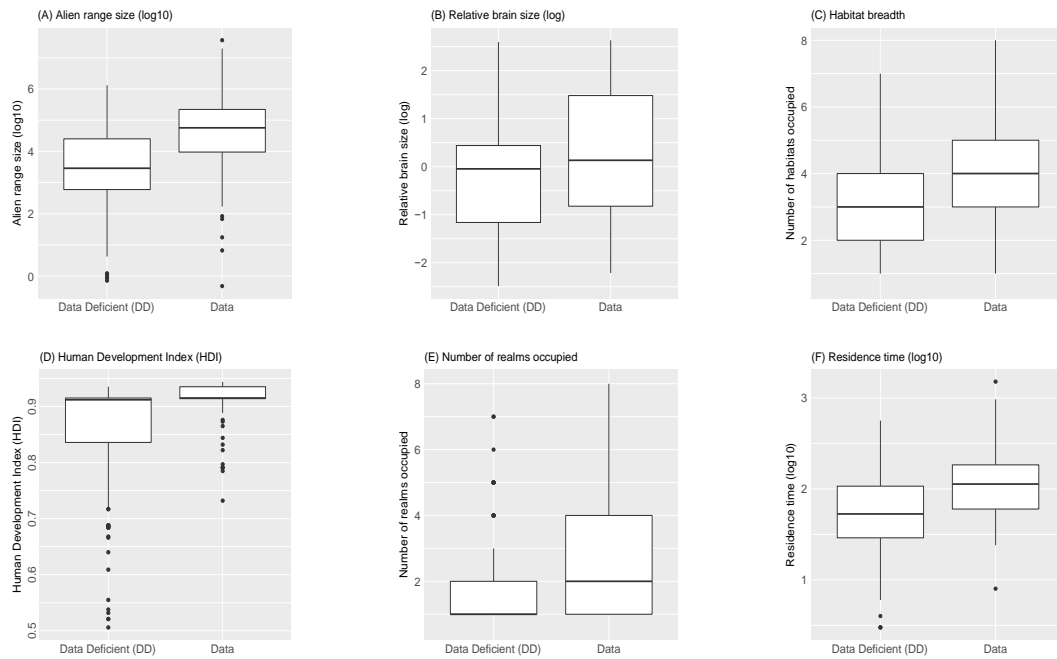 (A) Alien range size (log10)
Alien range size (log10)
6
4
2
0
Data Deficient (DD)
Data
(B) Relative brain size (log)
Relative brain size (log)
2
1
0
−1
−2
Data Deficient (DD)
Data
(C) Habitat breadth
Number of habitats occupied
8
6
4
2
Data Deficient (DD)
Data
(D) Human Development Index (HDI)
Human Development Index (HDI)
0.9
0.8
0.7
0.6
0.5
Data Deficient (DD)
Data
(E) Number of realms occupied
Number of realms occupied
8
6
4
2
Data Deficient (DD)
Data
(F) Residence time (log10)
Residence time (log10)
3
2
1
Data Deficient (DD)
Data